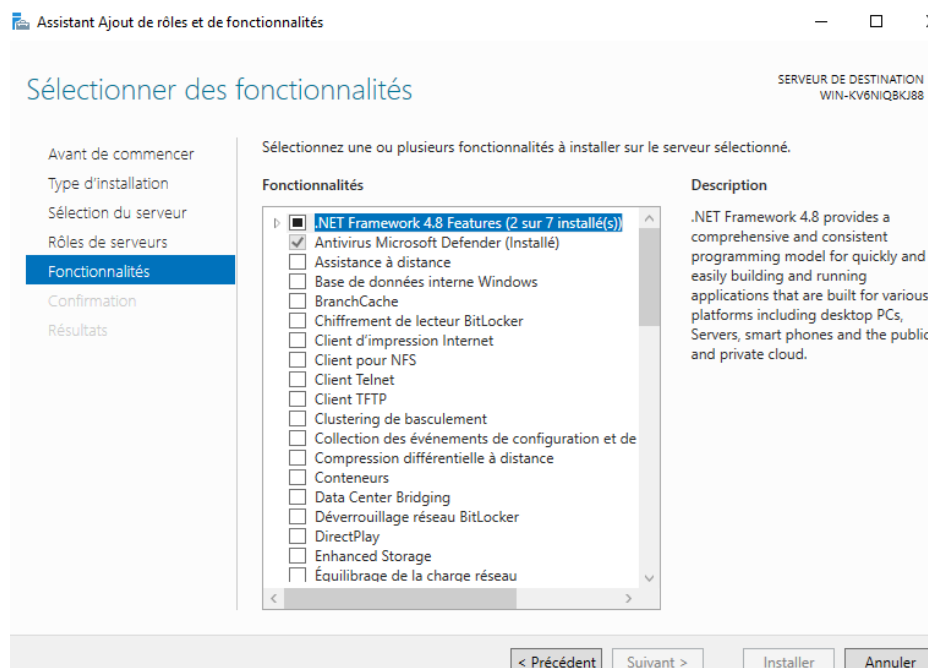 Assistant Ajout de rôles et de fonctionnalités
Sélectionner des fonctionnalités
SERVEUR DE DESTINATION
WIN-KV6NIQBKJ88
Avant de commencer
Type d'installation
Sélection du serveur
Rôles de serveurs
Fonctionnalités
Confirmation
Résultats
Sélectionnez une ou plusieurs fonctionnalités à installer sur le serveur sélectionné.
Fonctionnalités
.NET Framework 4.8 Features (2 sur 7 installé(s))
Antivirus Microsoft Defender (Installé)
Assistance à distance
Base de données interne Windows
BranchCache
Chiffrement de lecteur BitLocker
Client d’impression Internet
Client pour NFS
Client Telnet
Client TFTP
Clustering de basculement
Collection des événements de configuration et de
Compression différentielle à distance
Conteneurs
Data Center Bridging
Déverrouillage réseau BitLocker
DirectPlay
Enhanced Storage
Équilibrage de la charge réseau
Description
.NET Framework 4.8 provides a
comprehensive and consistent
programming model for quickly and
easily building and running
applications that are built for various
platforms including desktop PCs,
Servers, smart phones and the public
and private cloud.
< Précédent
Suivant >
Installer
Annuler